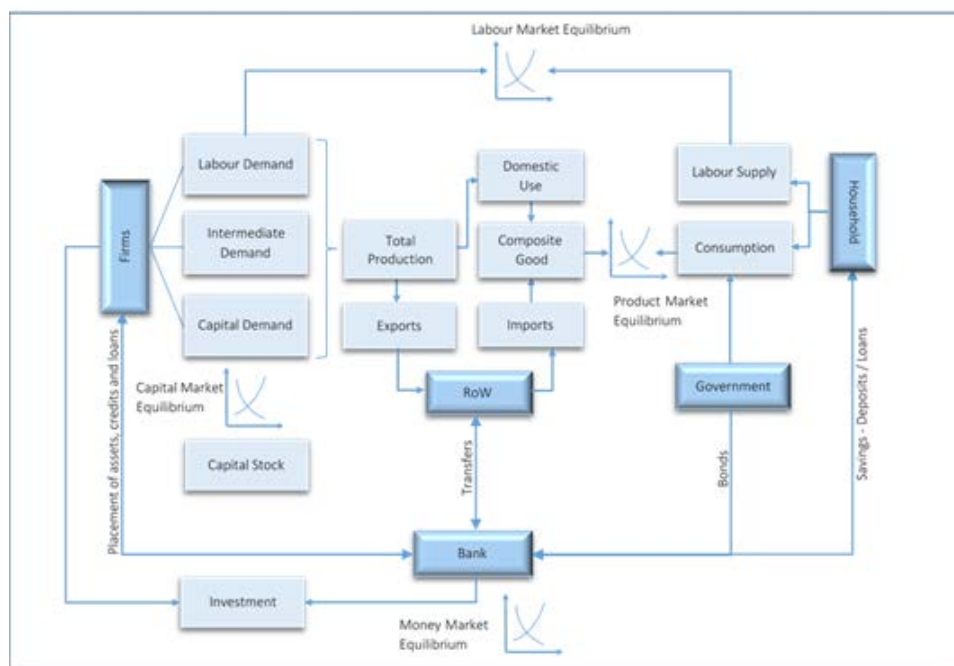 Labour Market Equilibrium
Labour Demand
Domestic
Use
Labour Supply
Household
Firms
Intermediate
Demand
Total
Production
Composite
Good
Consumption
Product Market
Equilibrium
Capital Demand
Exports
Imports
Capital Market
Equilibrium
RoW
Government
Placement of assets, credits and loans
Capital Stock
Transfers
Bonds
Savings - Deposits / Loans
Bank
Investment
Money Market
Equilibrium